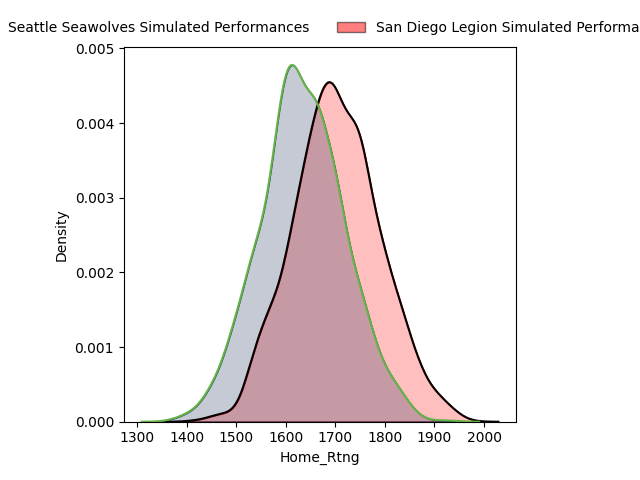 Seattle Seawolves Simulated Performances San Diego Legion Simulated Performa
0.005
0.004
0.003
0.002
0.001
0.000
Density
1300 1400 1500 1600 1700 1800 1900 2000
Home_Rtng